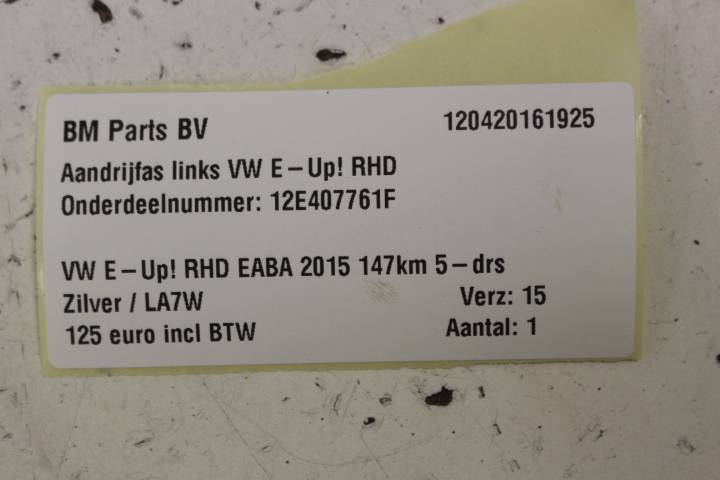 BM Parts BV 120420161925
Aandrijfas links VW E-Up! RHD
Onderdeelnummer: 12E407761F
VW E-Up! RHD EABA 2015 147km 5-drs
Zilver / LA7W Verz: 15
125 euro incl BTW Aantal: 1